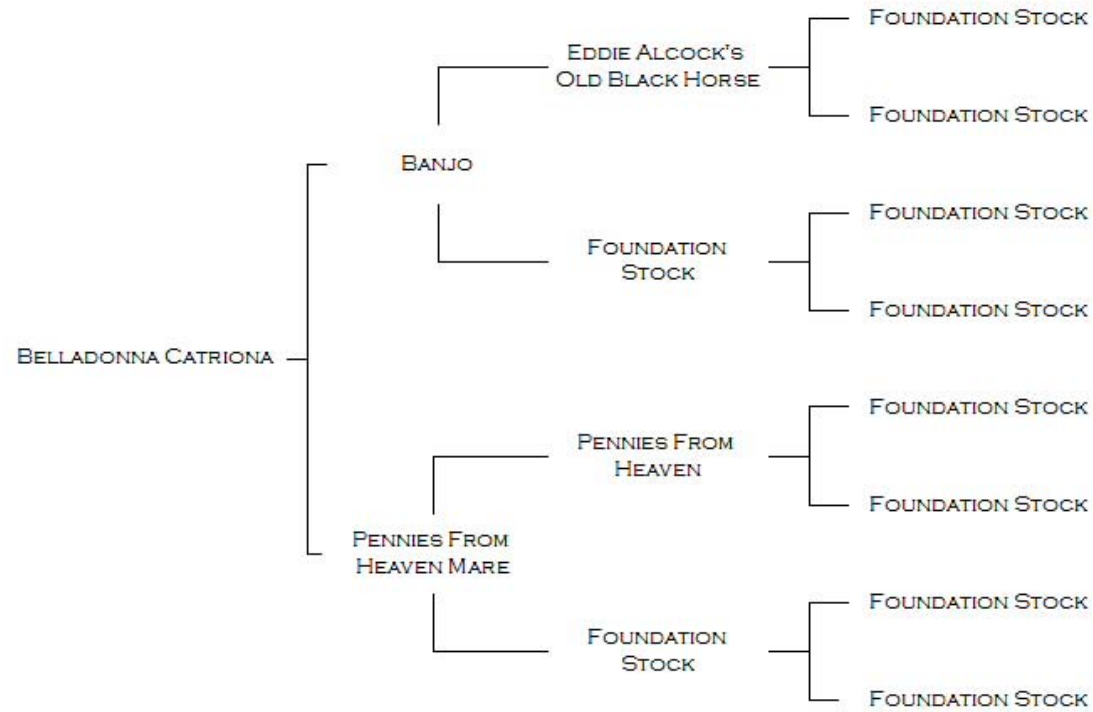 Foundation Stock
Eddie Alcock's
Old Black Horse
Foundation Stock
Banjo
Foundation Stock
Foundation
Stock
Foundation Stock
Belladonna Catriona
Foundation Stock
Pennies From
Heaven
Foundation Stock
Pennies From
Heaven Mare
Foundation Stock
Foundation
Stock
Foundation Stock